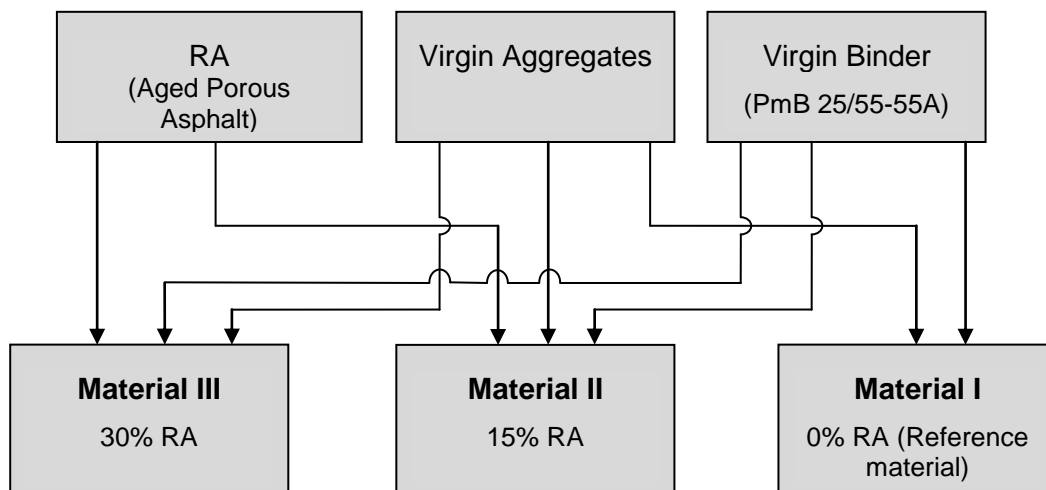 RA
(Aged Porous
Asphalt)
Virgin Aggregates
Virgin Binder
(PmB 25/55-55A)
Material III
30% RA
Material II
15% RA
Material I
0% RA (Reference
material)